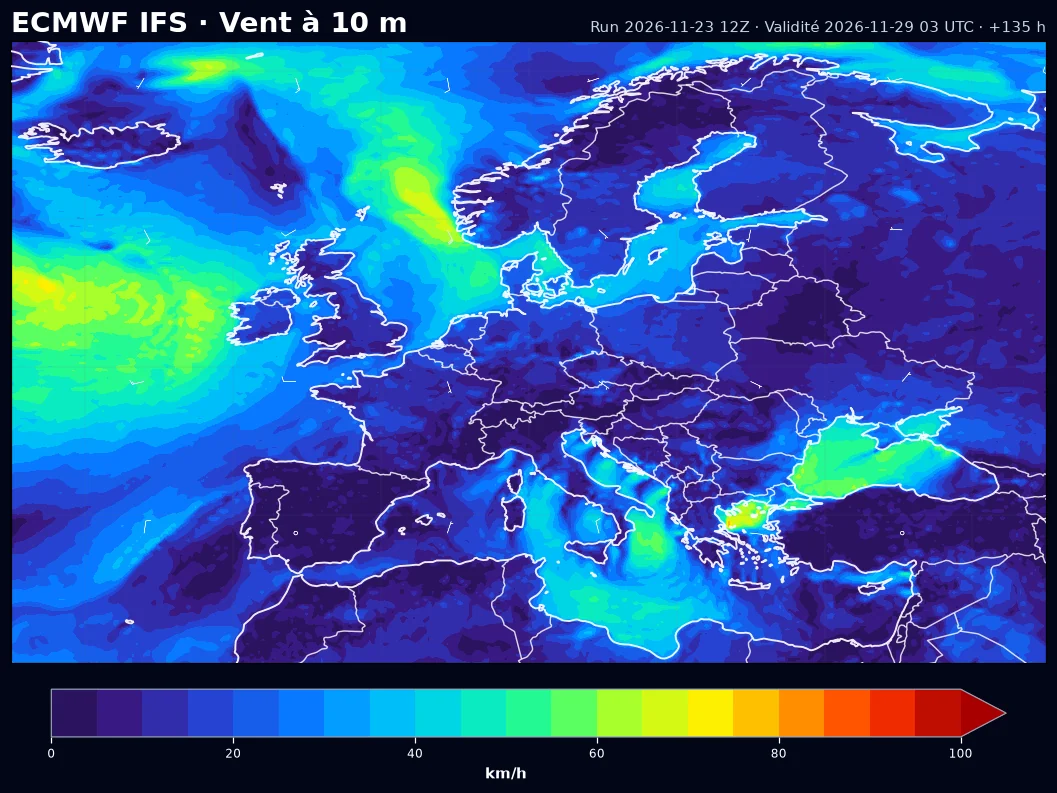 ECMWF IFS · Vent à 10 m
Run 2026-11-23 12Z · Validité 2026-11-29 03 UTC · +135 h
0 20 40 60 80 100
km/h